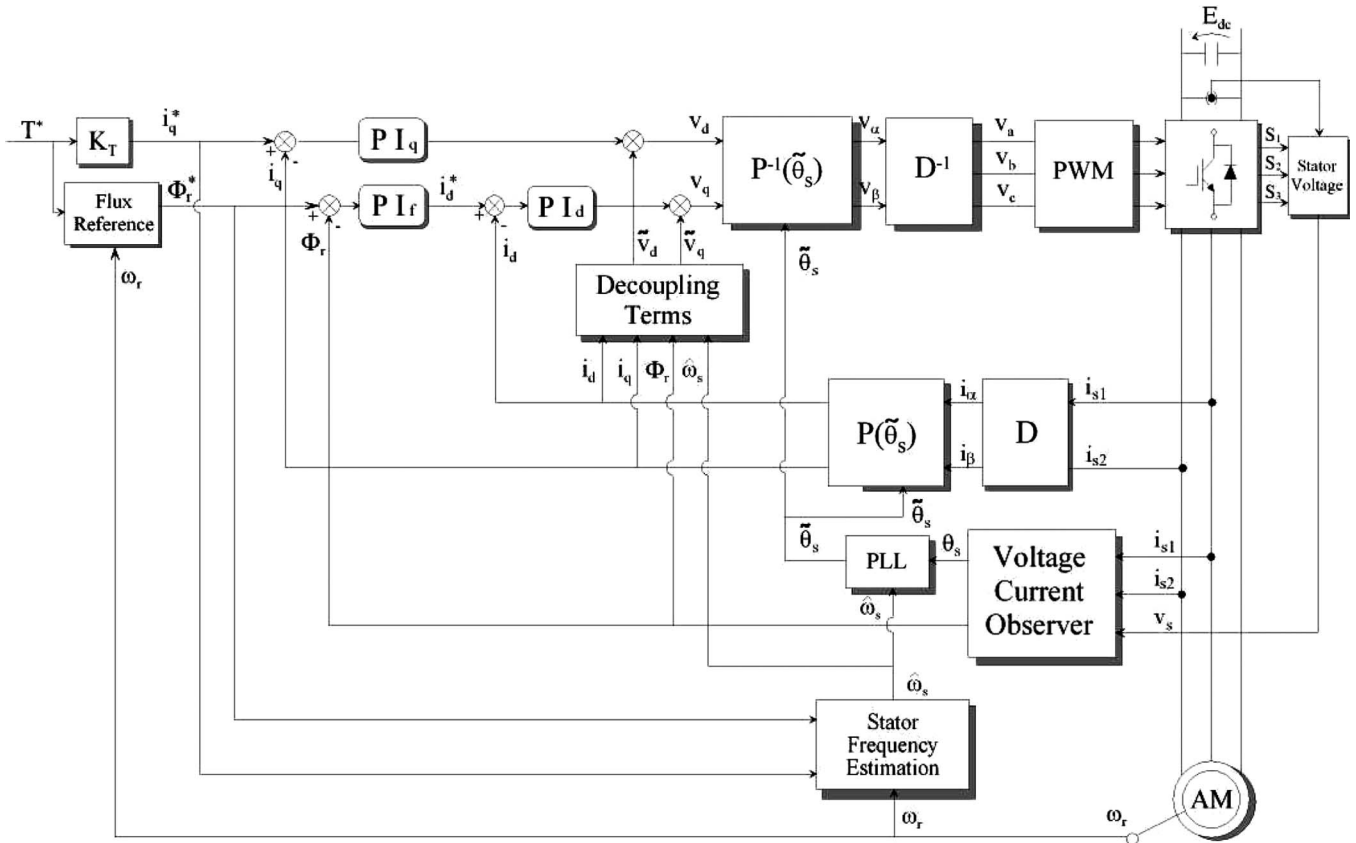 E_dc
T*
K_T
i_q*
+
-
i_q
P I_q
v_d
P⁻¹(θ̃_s)
v_α
v_β
D⁻¹
v_a
v_b
v_c
PWM
S_1
S_2
S_3
Stator
Voltage
Flux
Reference
Φ_r*
+
-
Φ_r
P I_f
i_d*
+
-
i_d
P I_d
v_q
ω_r
ṽ_d
ṽ_q
θ̃_s
Decoupling
Terms
i_d
i_q
Φ_r
ω̂_s
P(θ̃_s)
i_α
i_β
D
i_s1
i_s2
θ̃_s
θ̃_s
PLL
θ_s
Voltage
Current
Observer
i_s1
i_s2
v_s
ω̂_s
ω̂_s
Stator
Frequency
Estimation
ω_r
ω_r
AM